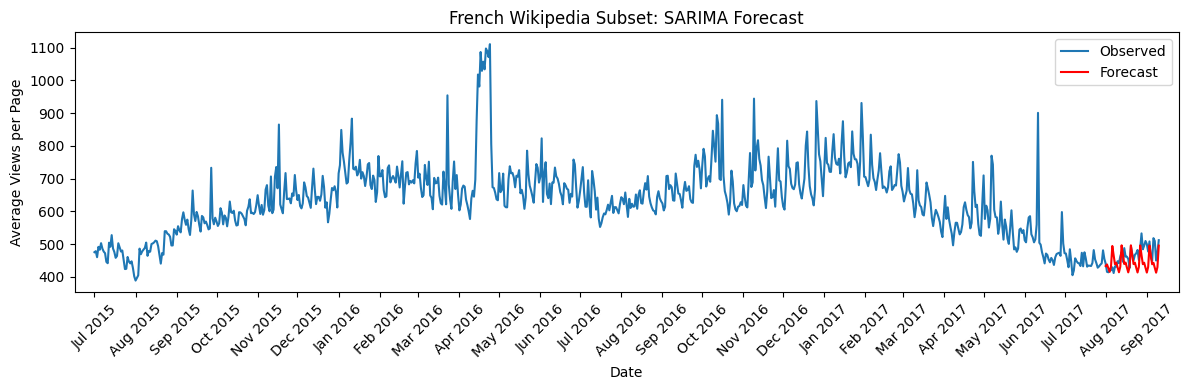 French Wikipedia Subset: SARIMA Forecast
Average Views per Page
1100
1000
900
800
700
600
500
400
Observed
Forecast
Jul 2015
Aug 2015
Sep 2015
Oct 2015
Nov 2015
Dec 2015
Jan 2016
Feb 2016
Mar 2016
Apr 2016
May 2016
Jun 2016
Jul 2016
Aug 2016
Sep 2016
Oct 2016
Nov 2016
Dec 2016
Jan 2017
Feb 2017
Mar 2017
Apr 2017
May 2017
Jun 2017
Jul 2017
Aug 2017
Sep 2017
Date